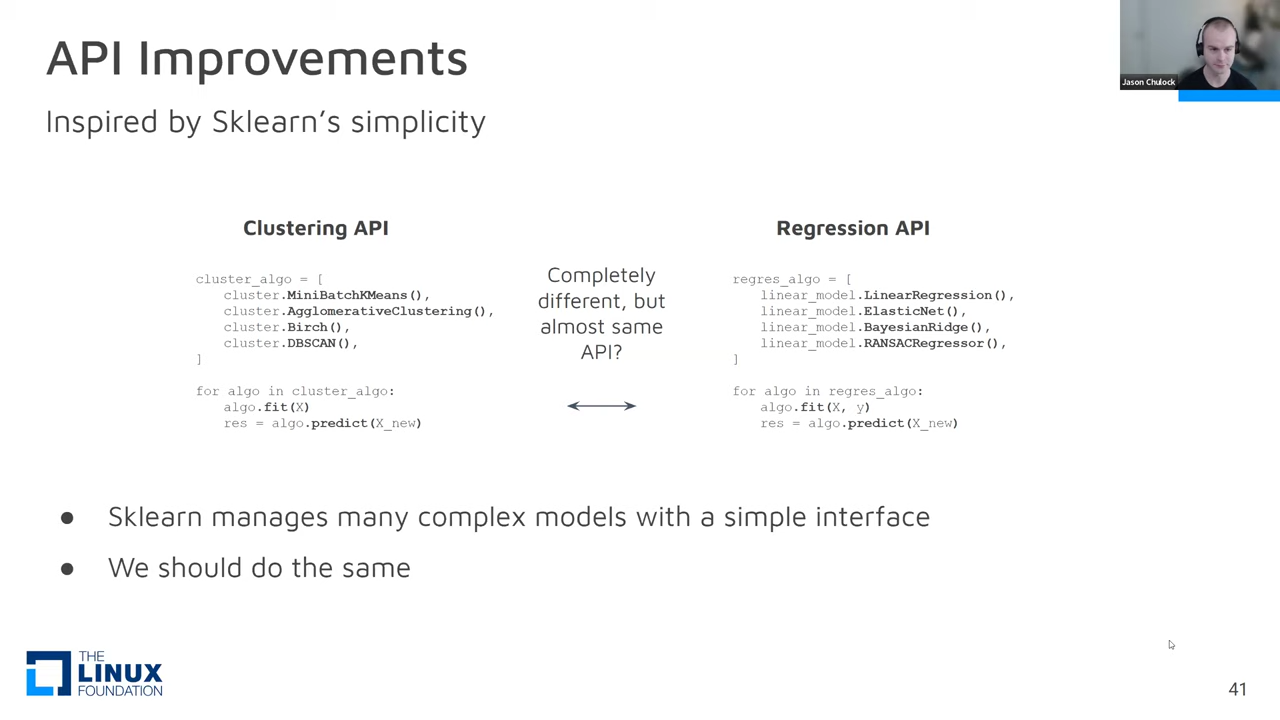 API Improvements
Inspired by Sklearn's simplicity
Jason Chulock
Clustering API
cluster_algo = [
cluster.MiniBatchKMeans(),
cluster.AgglomerativeClustering(),
cluster.Birch(),
cluster.DBSCAN(),
]
for algo in cluster_algo:
algo.fit(X)
res = algo.predict(X_new)
Completely
different, but
almost same
API?
Regression API
regres_algo = [
linear_model.LinearRegression(),
linear_model.ElasticNet(),
linear_model.BayesianRidge(),
linear_model.RANSACRegressor(),
]
for algo in regres_algo:
algo.fit(X, y)
res = algo.predict(X_new)
● Sklearn manages many complex models with a simple interface
● We should do the same
THE
LINUX
FOUNDATION
41